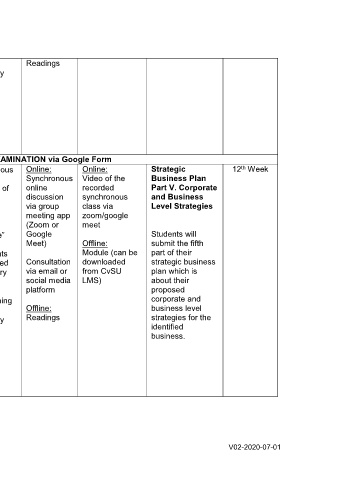 y
Readings
AMINATION via Google Form
ous
of
e”
ts
ed
ry
ing
y
Online:
Synchronous
online
discussion
via group
meeting app
(Zoom or
Google
Meet)
Consultation
via email or
social media
platform
Offline:
Readings
Online:
Video of the
recorded
synchronous
class via
zoom/google
meet
Offline:
Module (can be
downloaded
from CvSU
LMS)
Strategic
Business Plan
Part V. Corporate
and Business
Level Strategies
Students will
submit the fifth
part of their
strategic business
plan which is
about their
proposed
corporate and
business level
strategies for the
identified
business.
12th Week
V02-2020-07-01